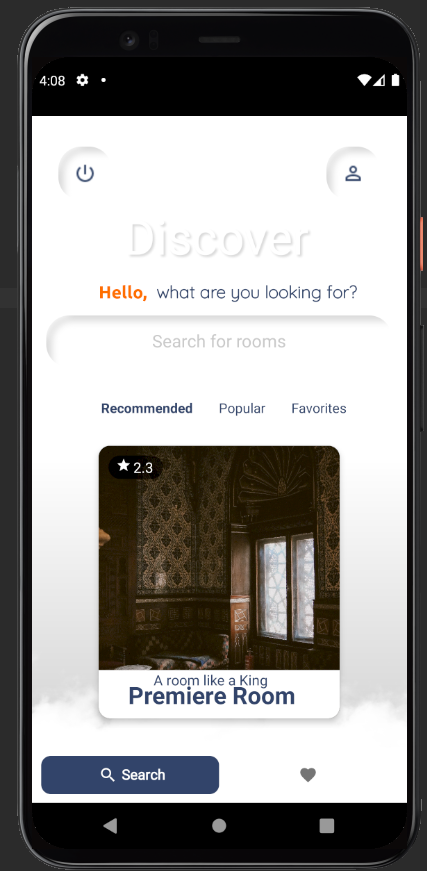 4:08
Discover
Hello, what are you looking for?
Search for rooms
Recommended Popular Favorites
2.3
A room like a King
Premiere Room
Search